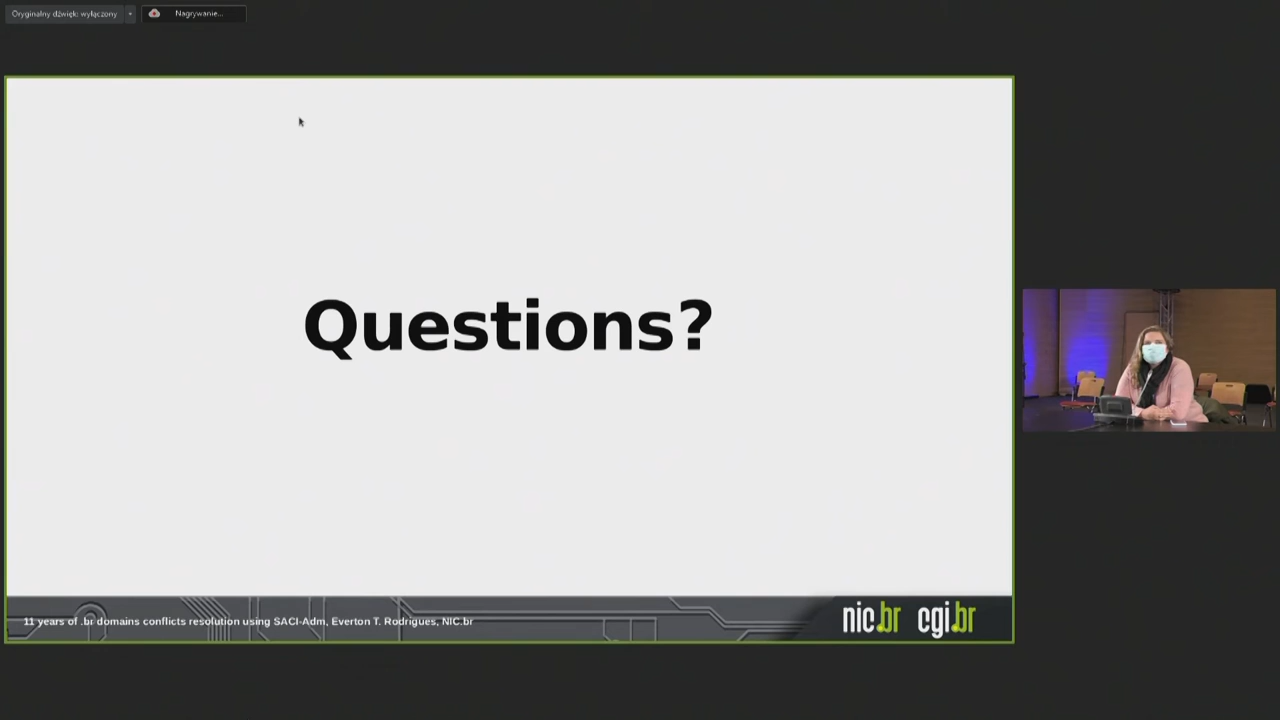 Oryginalny dźwięk: wyłączony
Nagrywanie...
Questions?
11 years of .br domains conflicts resolution using SACI-Adm, Everton T. Rodrigues, NIC.br
nic.br cgi.br